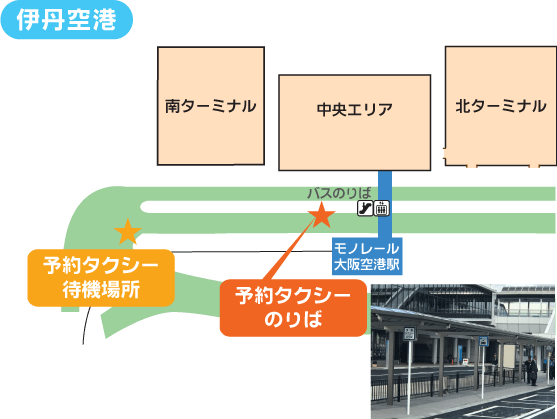 伊丹空港
南ターミナル
中央エリア
北ターミナル
バスのりば
モノレール
大阪空港駅
予約タクシー
待機場所
予約タクシー
のりば